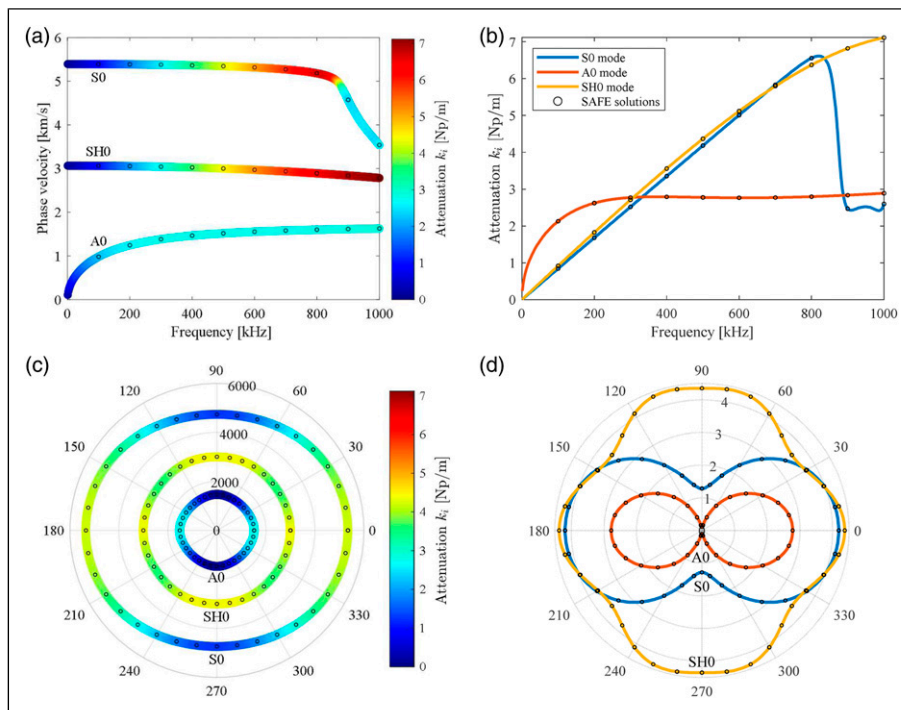 (a)
6
5
4
3
2
1
0
Phase velocity [km/s]
S0
SH0
A0
0 200 400 600 800 1000
Frequency [kHz]
7
6
5
4
3
2
1
0
Attenuation k_i [Np/m]
(b)
7
6
5
4
3
2
1
0
Attenuation k_i [Np/m]
S0 mode
A0 mode
SH0 mode
SAFE solutions
0 200 400 600 800 1000
Frequency [kHz]
(c)
90
120 60
150 30
180 0
210 330
240 300
270
6000
4000
2000
0
A0
SH0
S0
7
6
5
4
3
2
1
0
Attenuation k_i [Np/m]
(d)
90
120 60
150 30
180 0
210 330
240 300
270
4
3
2
1
A0
S0
SH0